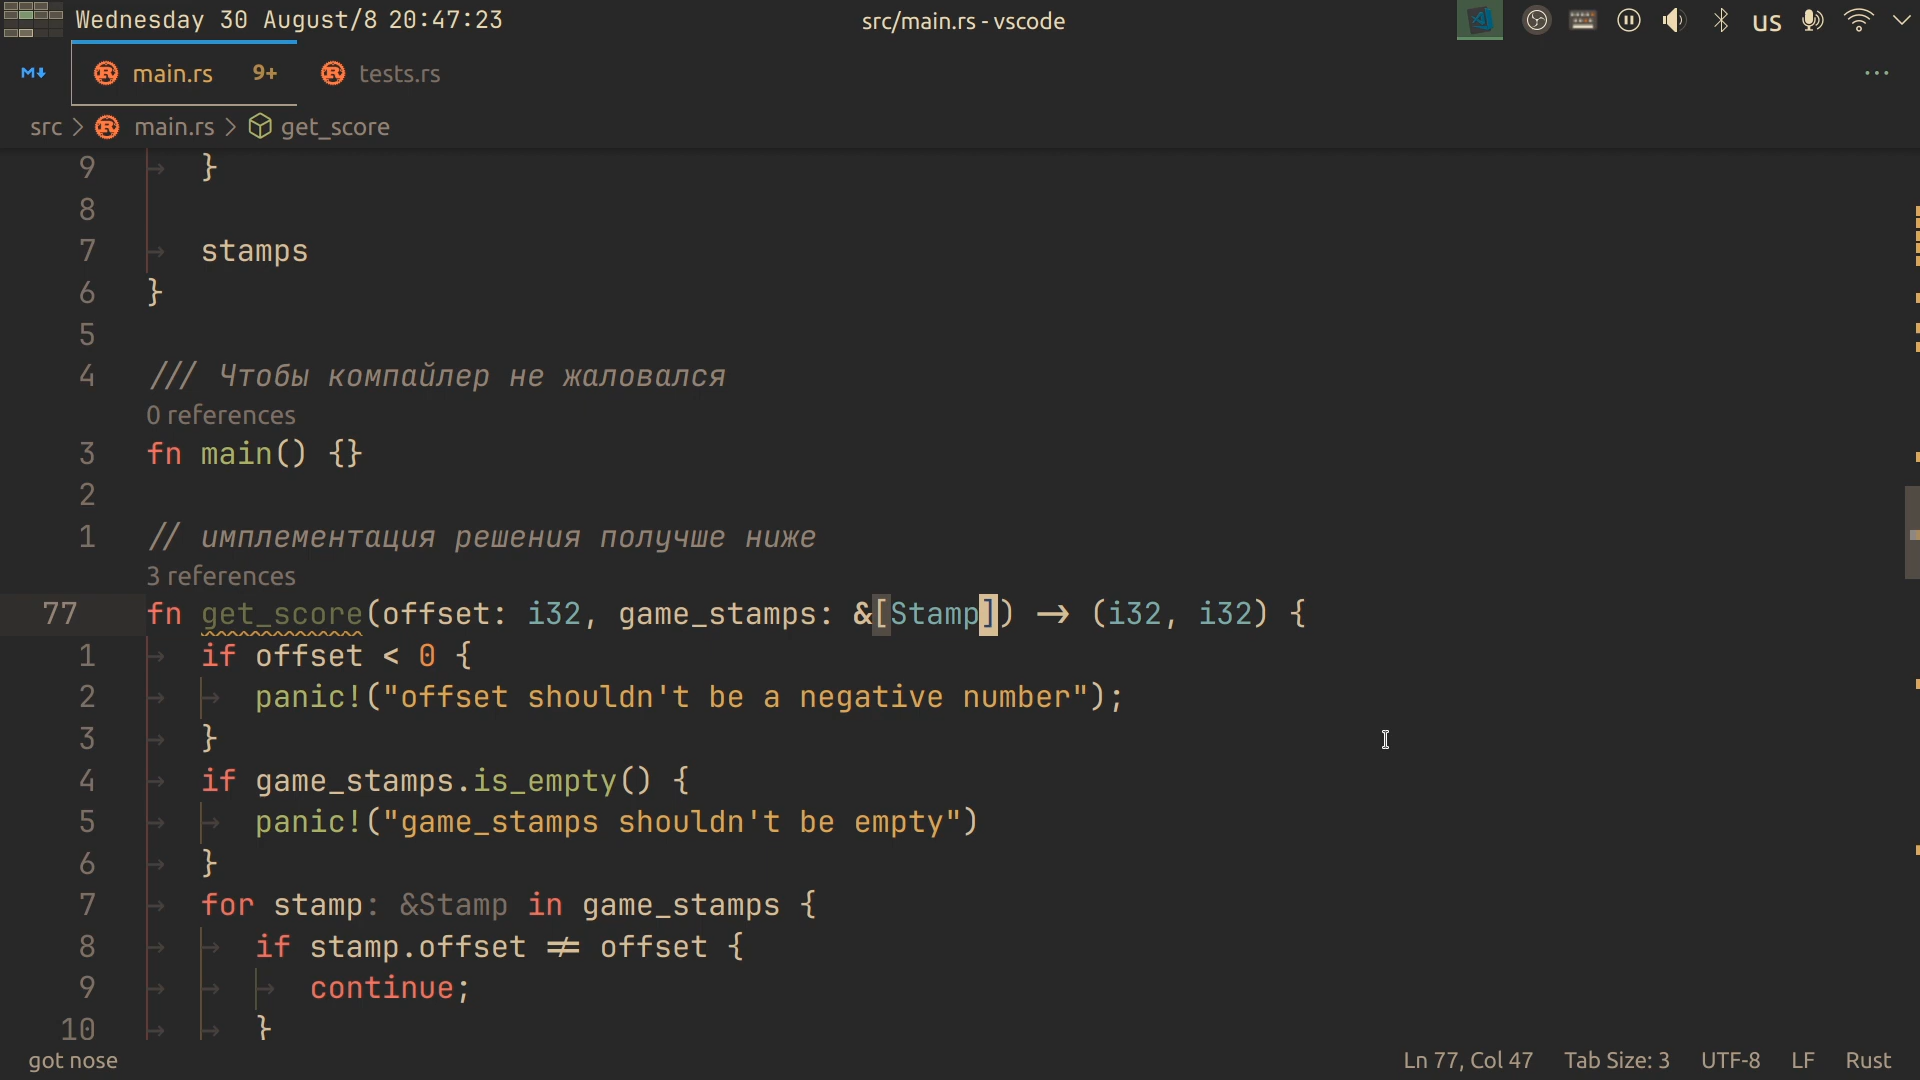 Wednesday 30 August/8 20:47:23
src/main.rs - vscode
us
M↓ main.rs 9+ tests.rs ...
src > main.rs > get_score
9 → }
8
7 → stamps
6 }
5
4 /// Чтобы компайлер не жаловался
0 references
3 fn main() {}
2
1 // имплементация решения получше ниже
3 references
77 fn get_score(offset: i32, game_stamps: &[Stamp]) -> (i32, i32) {
1 → if offset < 0 {
2 → → panic!("offset shouldn't be a negative number");
3 → }
4 → if game_stamps.is_empty() {
5 → → panic!("game_stamps shouldn't be empty")
6 → }
7 → for stamp: &Stamp in game_stamps {
8 → → if stamp.offset != offset {
9 → → → continue;
10 → → }
got nose
Ln 77, Col 47 Tab Size: 3 UTF-8 LF Rust